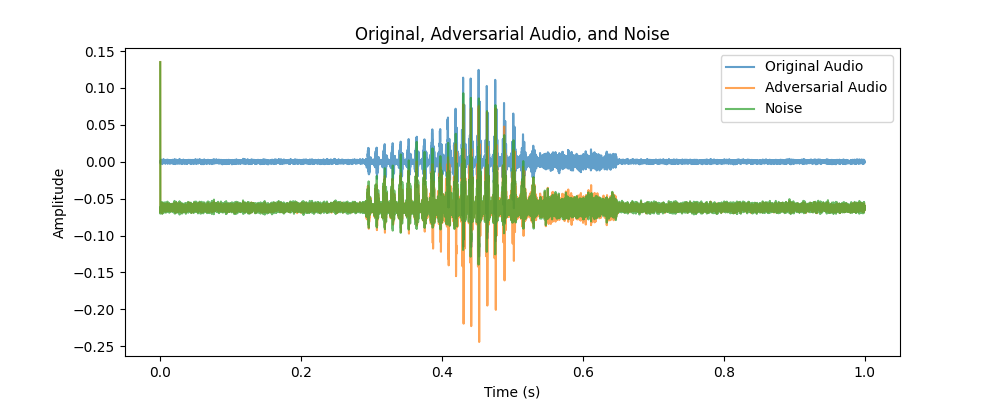 Original, Adversarial Audio, and Noise
Original Audio
Adversarial Audio
Noise
Amplitude
0.15
0.10
0.05
0.00
−0.05
−0.10
−0.15
−0.20
−0.25
0.0
0.2
0.4
0.6
0.8
1.0
Time (s)